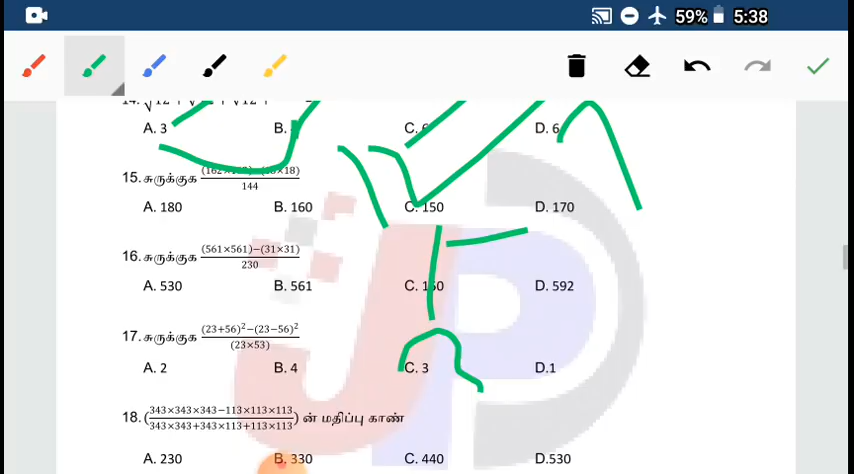 59% 5:38
A. 3 B. C. D. 6
15. சுருக்குக 144
A. 180 B. 160 C. 150 D. 170
16. சுருக்குக (561×561)−(31×31)
230
A. 530 B. 561 C. D. 592
17. சுருக்குக (23+56)²−(23−56)²
(23×53)
A. 2 B. 4 C. 3 D.1
18. (343×343×343−113×113×113
343×343+343×113+113×113) ன் மதிப்பு காண்
A. 230 B. 330 C. 440 D.530
JP